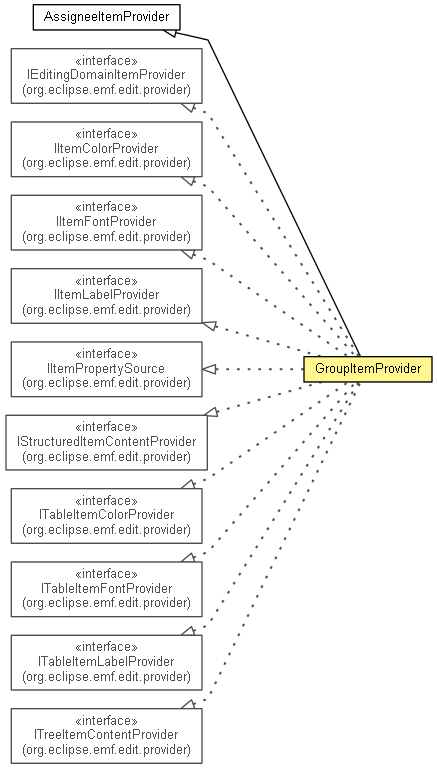 AssigneeItemProvider
«interface»
IEditingDomainItemProvider
(org.eclipse.emf.edit.provider)
«interface»
IItemColorProvider
(org.eclipse.emf.edit.provider)
«interface»
IItemFontProvider
(org.eclipse.emf.edit.provider)
«interface»
IItemLabelProvider
(org.eclipse.emf.edit.provider)
«interface»
IItemPropertySource
(org.eclipse.emf.edit.provider)
GroupItemProvider
«interface»
IStructuredItemContentProvider
(org.eclipse.emf.edit.provider)
«interface»
ITableItemColorProvider
(org.eclipse.emf.edit.provider)
«interface»
ITableItemFontProvider
(org.eclipse.emf.edit.provider)
«interface»
ITableItemLabelProvider
(org.eclipse.emf.edit.provider)
«interface»
ITreeItemContentProvider
(org.eclipse.emf.edit.provider)